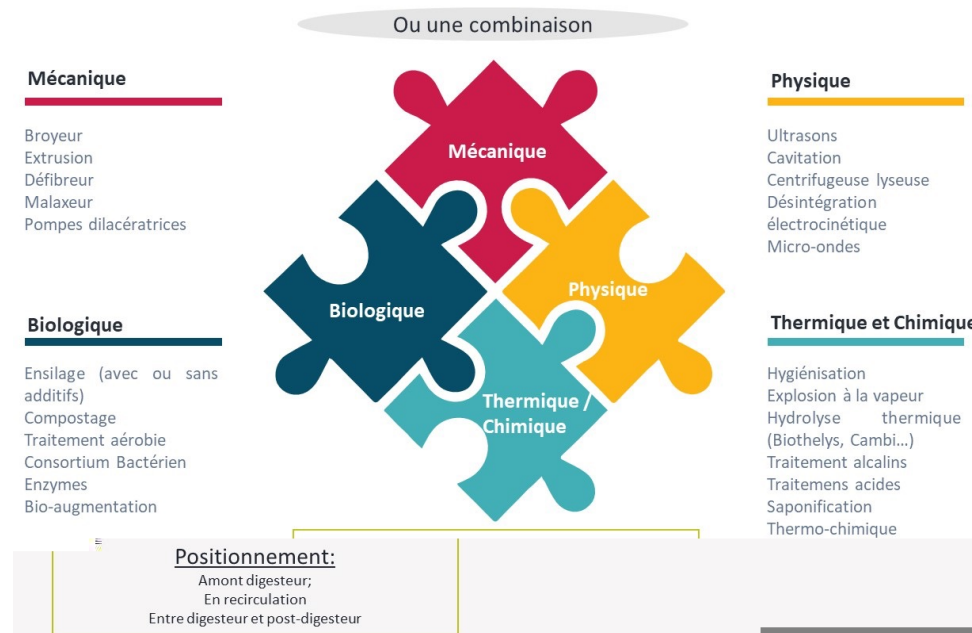 Ou une combinaison
Mécanique
Broyeur
Extrusion
Défibreur
Malaxeur
Pompes dilacératrices
Physique
Ultrasons
Cavitation
Centrifugeuse lyseuse
Désintégration
électrocinétique
Micro-ondes
Mécanique
Biologique
Physique
Thermique /
Chimique
Biologique
Ensilage (avec ou sans
additifs)
Compostage
Traitement aérobie
Consortium Bactérien
Enzymes
Bio-augmentation
Thermique et Chimique
Hygiénisation
Explosion à la vapeur
Hydrolyse thermique
(Biothelys, Cambi...)
Traitement alcalins
Traitemens acides
Saponification
Thermo-chimique
Positionnement:
Amont digesteur;
En recirculation
Entre digesteur et post-digesteur